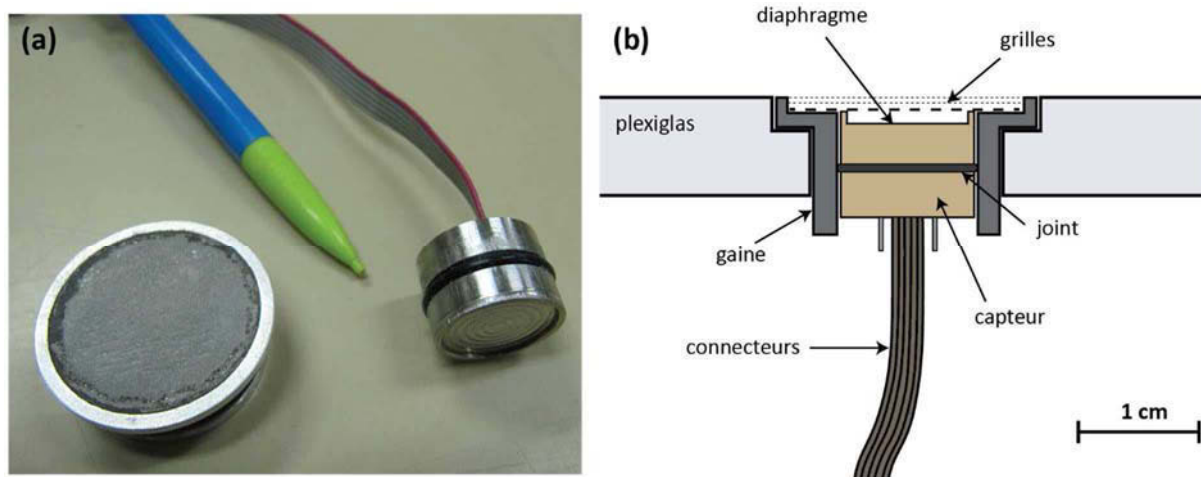 (a)
(b)
diaphragme
grilles
plexiglas
gaine
joint
capteur
connecteurs
1 cm